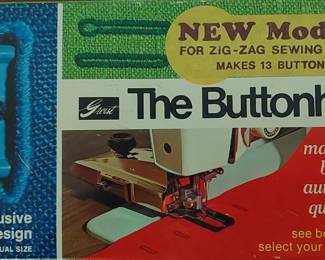 NEW Mod
FOR ZIG-ZAG SEWING
MAKES 13 BUTTON
Greist
The Buttonh
ma
b
au
qu
see bo
select your
usive
esign
UAL SIZE